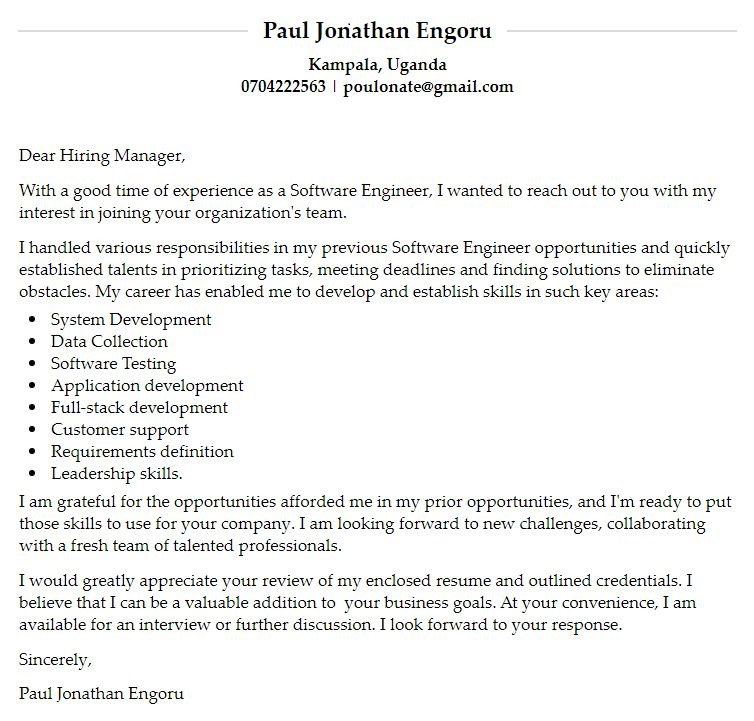 Paul Jonathan Engoru
Kampala, Uganda
0704222563 | poulonate@gmail.com
Dear Hiring Manager,
With a good time of experience as a Software Engineer, I wanted to reach out to you with my
interest in joining your organization's team.
I handled various responsibilities in my previous Software Engineer opportunities and quickly
established talents in prioritizing tasks, meeting deadlines and finding solutions to eliminate
obstacles. My career has enabled me to develop and establish skills in such key areas:
• System Development
• Data Collection
• Software Testing
• Application development
• Full-stack development
• Customer support
• Requirements definition
• Leadership skills.
I am grateful for the opportunities afforded me in my prior opportunities, and I'm ready to put
those skills to use for your company. I am looking forward to new challenges, collaborating
with a fresh team of talented professionals.
I would greatly appreciate your review of my enclosed resume and outlined credentials. I
believe that I can be a valuable addition to  your business goals. At your convenience, I am
available for an interview or further discussion. I look forward to your response.
Sincerely,
Paul Jonathan Engoru